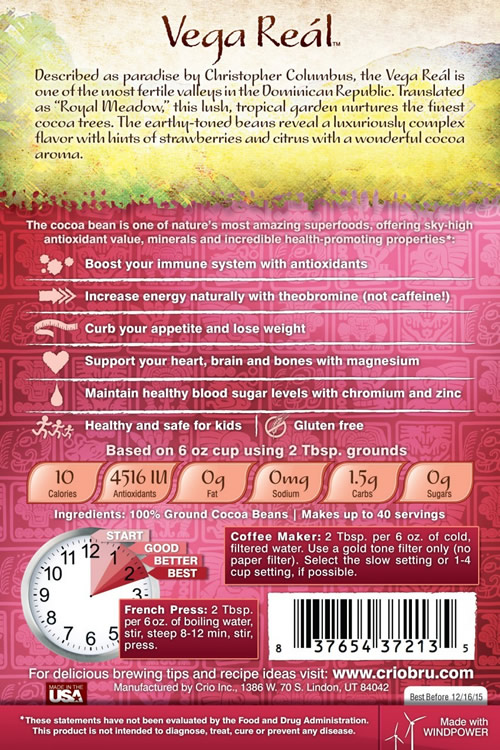 Vega Reál™
Described as paradise by Christopher Columbus, the Vega Reál is
one of the most fertile valleys in the Dominican Republic. Translated
as "Royal Meadow," this lush, tropical garden nurtures the finest
cocoa trees. The earthy-toned beans reveal a luxuriously complex
flavor with hints of strawberries and citrus with a wonderful cocoa
aroma.
The cocoa bean is one of nature's most amazing superfoods, offering sky-high
antioxidant value, minerals and incredible health-promoting properties*:
Boost your immune system with antioxidants
Increase energy naturally with theobromine (not caffeine!)
Curb your appetite and lose weight
Support your heart, brain and bones with magnesium
Maintain healthy blood sugar levels with chromium and zinc
Healthy and safe for kids | Gluten free
Based on 6 oz cup using 2 Tbsp. grounds
10 4516 IU 0g 0mg 1.5g 0g
Calories Antioxidants Fat Sodium Carbs Sugars
Ingredients: 100% Ground Cocoa Beans | Makes up to 40 servings
START
GOOD
BETTER
BEST
12 1 2 3 5 6 7 8 9 10 11
Coffee Maker: 2 Tbsp. per 6 oz. of cold,
filtered water. Use a gold tone filter only (no
paper filter). Select the slow setting or 1-4
cup setting, if possible.
French Press: 2 Tbsp.
per 6 oz. of boiling water,
stir, steep 8-12 min, stir,
press.
8 37654 37213 5
For delicious brewing tips and recipe ideas visit: www.criobru.com
Manufactured by Crio Inc., 1386 W. 70 S. Lindon, UT 84042
MADE IN THE
USA
Best Before 12/16/15
*These statements have not been evaluated by the Food and Drug Administration.
This product is not intended to diagnose, treat, cure or prevent any disease.
Made with
WINDPOWER